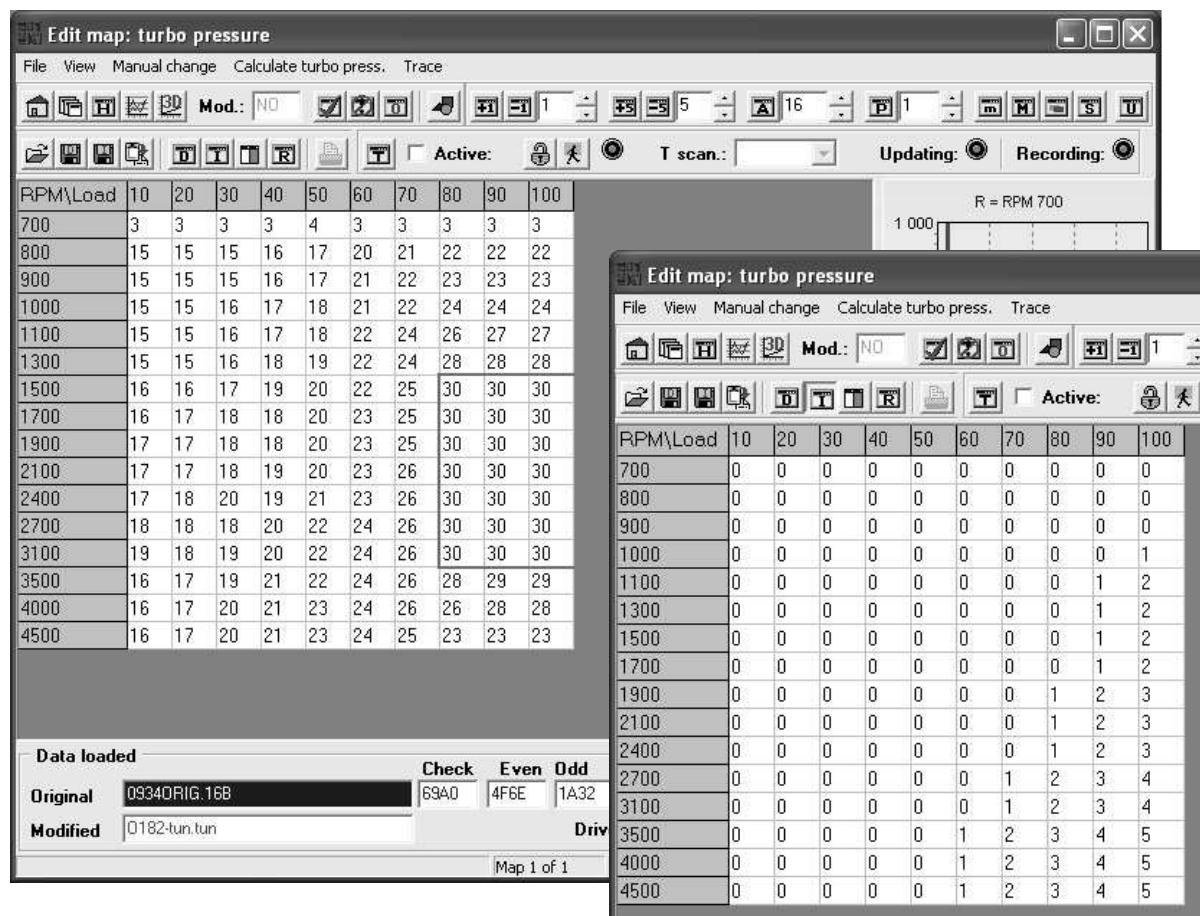 Edit map: turbo pressure
File View Manual change Calculate turbo press. Trace
H 3D Mod.: NO 2 0 +1 =1 1 +5 =5 5 A 16 P 1 m M S U
D I R T Active: T scan.: Updating: Recording:
RPM\Load 10 20 30 40 50 60 70 80 90 100
700 3 3 3 3 4 3 3 3 3 3
800 15 15 15 16 17 20 21 22 22 22
900 15 15 15 16 17 21 22 23 23 23
1000 15 15 16 17 18 21 22 24 24 24
1100 15 15 16 17 18 22 24 26 27 27
1300 15 15 16 18 19 22 24 28 28 28
1500 16 16 17 19 20 22 25 30 30 30
1700 16 17 18 18 20 23 25 30 30 30
1900 17 17 18 18 20 23 25 30 30 30
2100 17 17 18 19 20 23 26 30 30 30
2400 17 18 20 19 21 23 26 30 30 30
2700 18 18 18 20 22 24 26 30 30 30
3100 19 18 19 20 22 24 26 30 30 30
3500 16 17 19 21 22 24 26 28 29 29
4000 16 17 20 21 23 24 26 26 28 28
4500 16 17 20 21 23 24 25 23 23 23
R = RPM 700
1 000
Data loaded
Check Even Odd
Original 0934ORIG.16B 69A0 4F6E 1A32
Modified 0182-tun.tun Driv
Map 1 of 1
Edit map: turbo pressure
File View Manual change Calculate turbo press. Trace
H 3D Mod.: NO 2 0 +1 =1 1
D I R T Active:
RPM\Load 10 20 30 40 50 60 70 80 90 100
700 0 0 0 0 0 0 0 0 0 0
800 0 0 0 0 0 0 0 0 0 0
900 0 0 0 0 0 0 0 0 0 0
1000 0 0 0 0 0 0 0 0 0 1
1100 0 0 0 0 0 0 0 0 1 2
1300 0 0 0 0 0 0 0 0 1 2
1500 0 0 0 0 0 0 0 0 1 2
1700 0 0 0 0 0 0 0 0 1 2
1900 0 0 0 0 0 0 0 1 2 3
2100 0 0 0 0 0 0 0 1 2 3
2400 0 0 0 0 0 0 0 1 2 3
2700 0 0 0 0 0 0 1 2 3 4
3100 0 0 0 0 0 0 1 2 3 4
3500 0 0 0 0 0 1 2 3 4 5
4000 0 0 0 0 0 1 2 3 4 5
4500 0 0 0 0 0 1 2 3 4 5